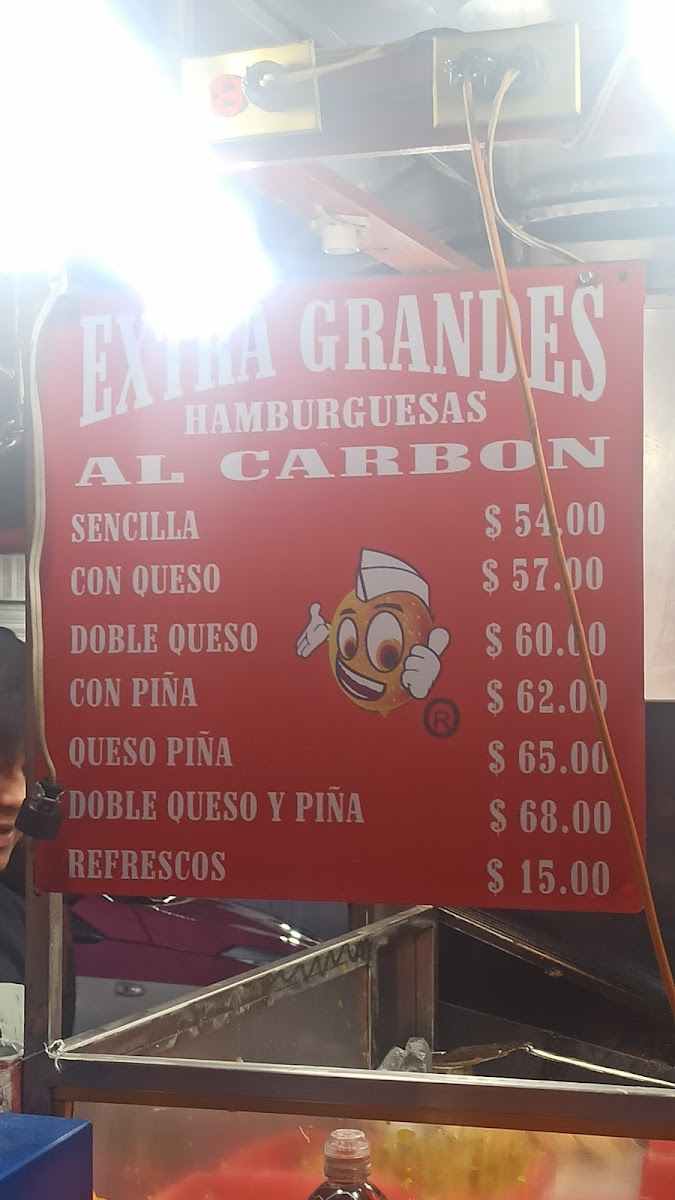 EXTRA GRANDES
HAMBURGUESAS
AL CARBON
SENCILLA $ 54.00
CON QUESO $ 57.00
DOBLE QUESO $ 60.00
CON PIÑA $ 62.00
QUESO PIÑA $ 65.00
DOBLE QUESO Y PIÑA $ 68.00
REFRESCOS $ 15.00
®